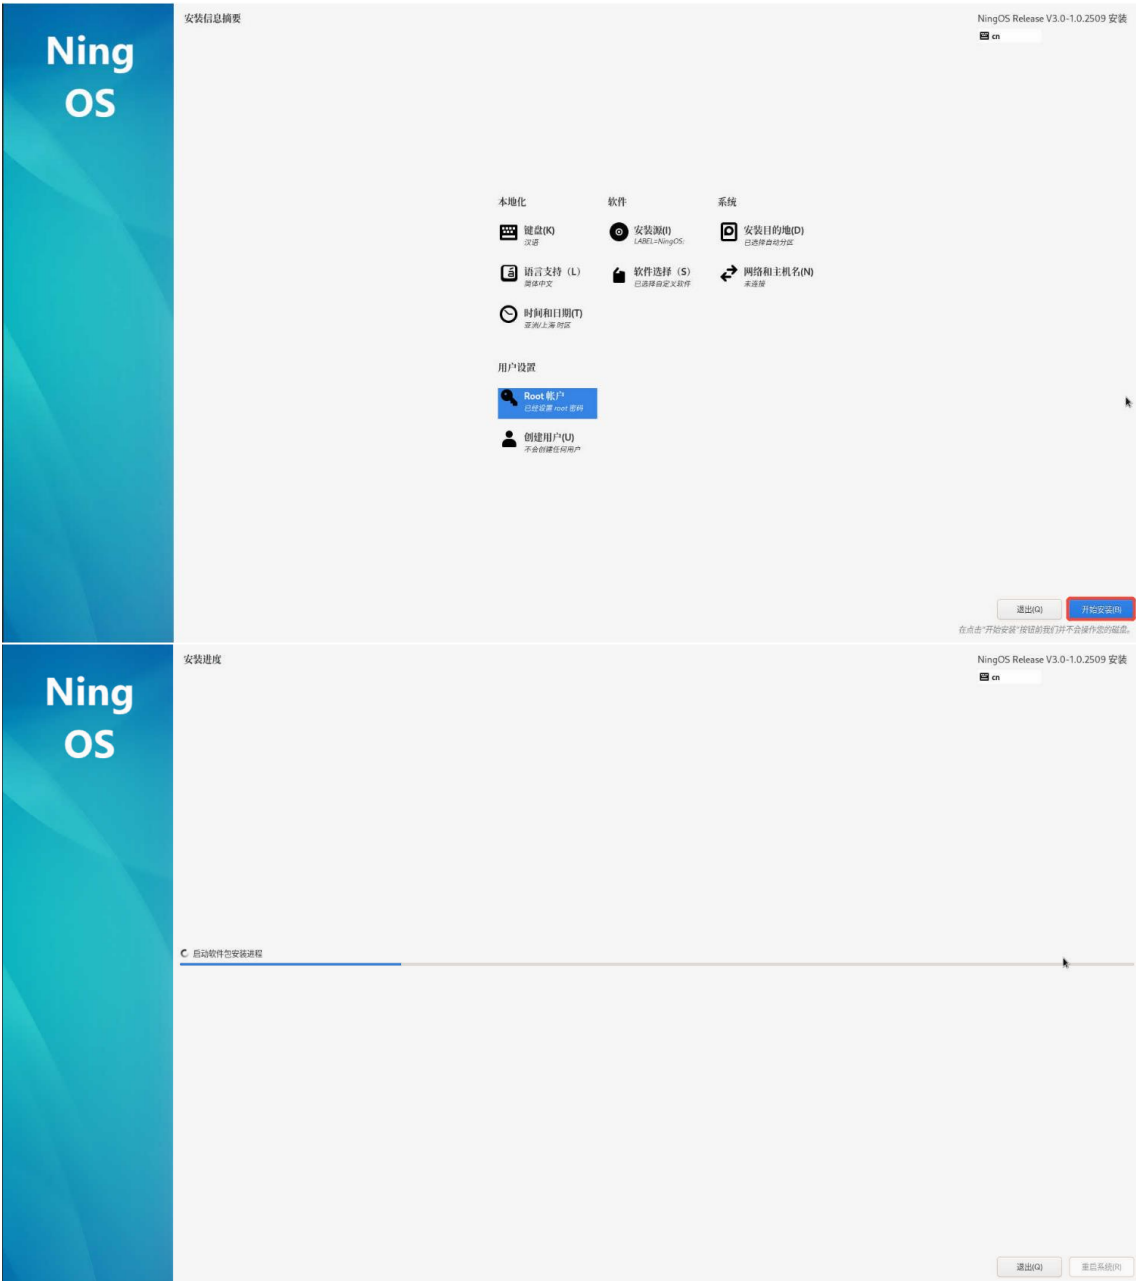 Ning
OS
安装信息摘要
NingOS Release V3.0-1.0.2509 安装
cn
本地化
软件
系统
键盘(K)
汉语
安装源(I)
LABEL=NingOS:
安装目的地(D)
已选择自动分区
语言支持（L）
简体中文
软件选择（S）
已选择自定义软件
网络和主机名(N)
未连接
时间和日期(T)
亚洲/上海 时区
用户设置
Root 帐户
已经设置 root 密码
创建用户(U)
不会创建任何用户
退出(Q)
开始安装(B)
在点击"开始安装"按钮前我们并不会操作您的磁盘。
Ning
OS
安装进度
NingOS Release V3.0-1.0.2509 安装
cn
启动软件包安装进程
退出(Q)
重启系统(R)